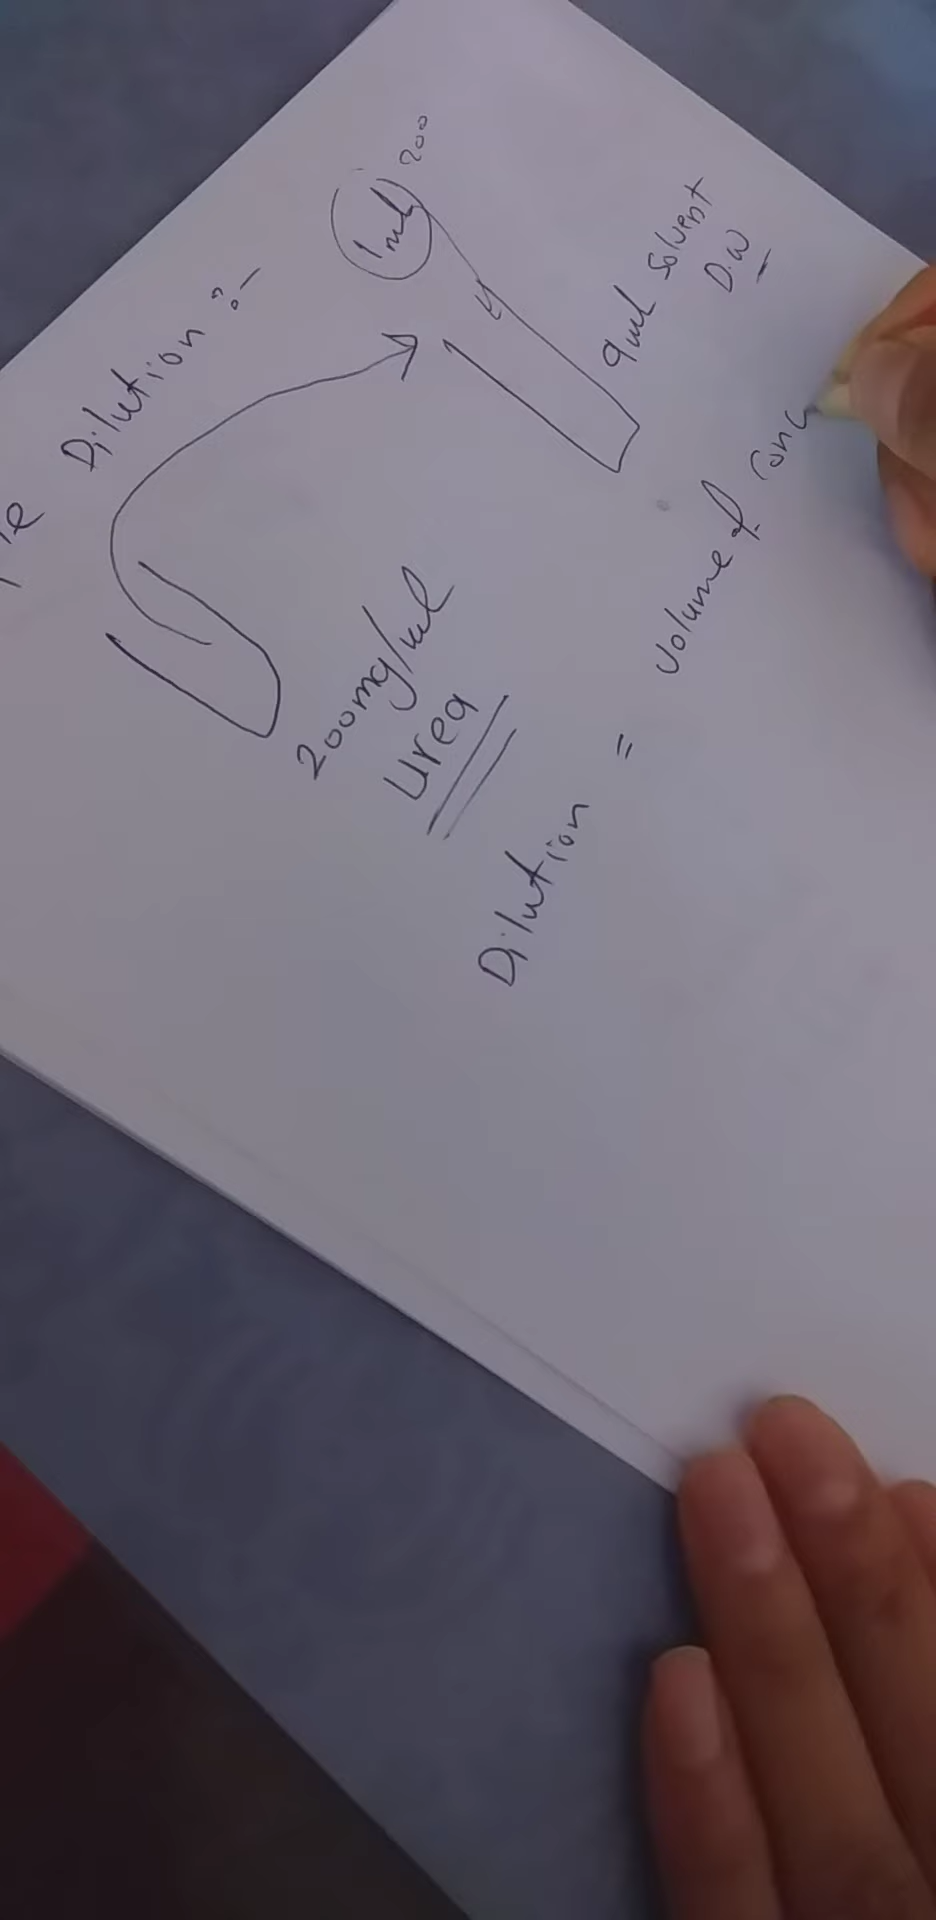 Dilution :-
1ml 200
9ml solvent
D.W
200mg/ml
Urea
Dilution = volume of conc